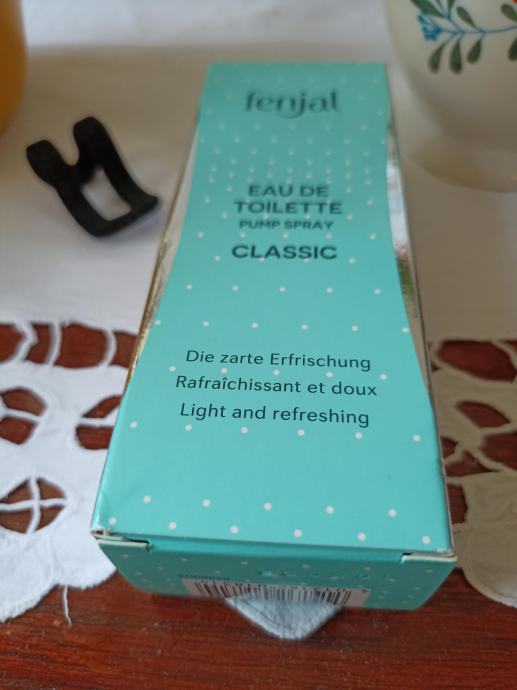 fenjal
EAU DE
TOILETTE
PUMP SPRAY
CLASSIC
Die zarte Erfrischung
Rafraîchissant et doux
Light and refreshing